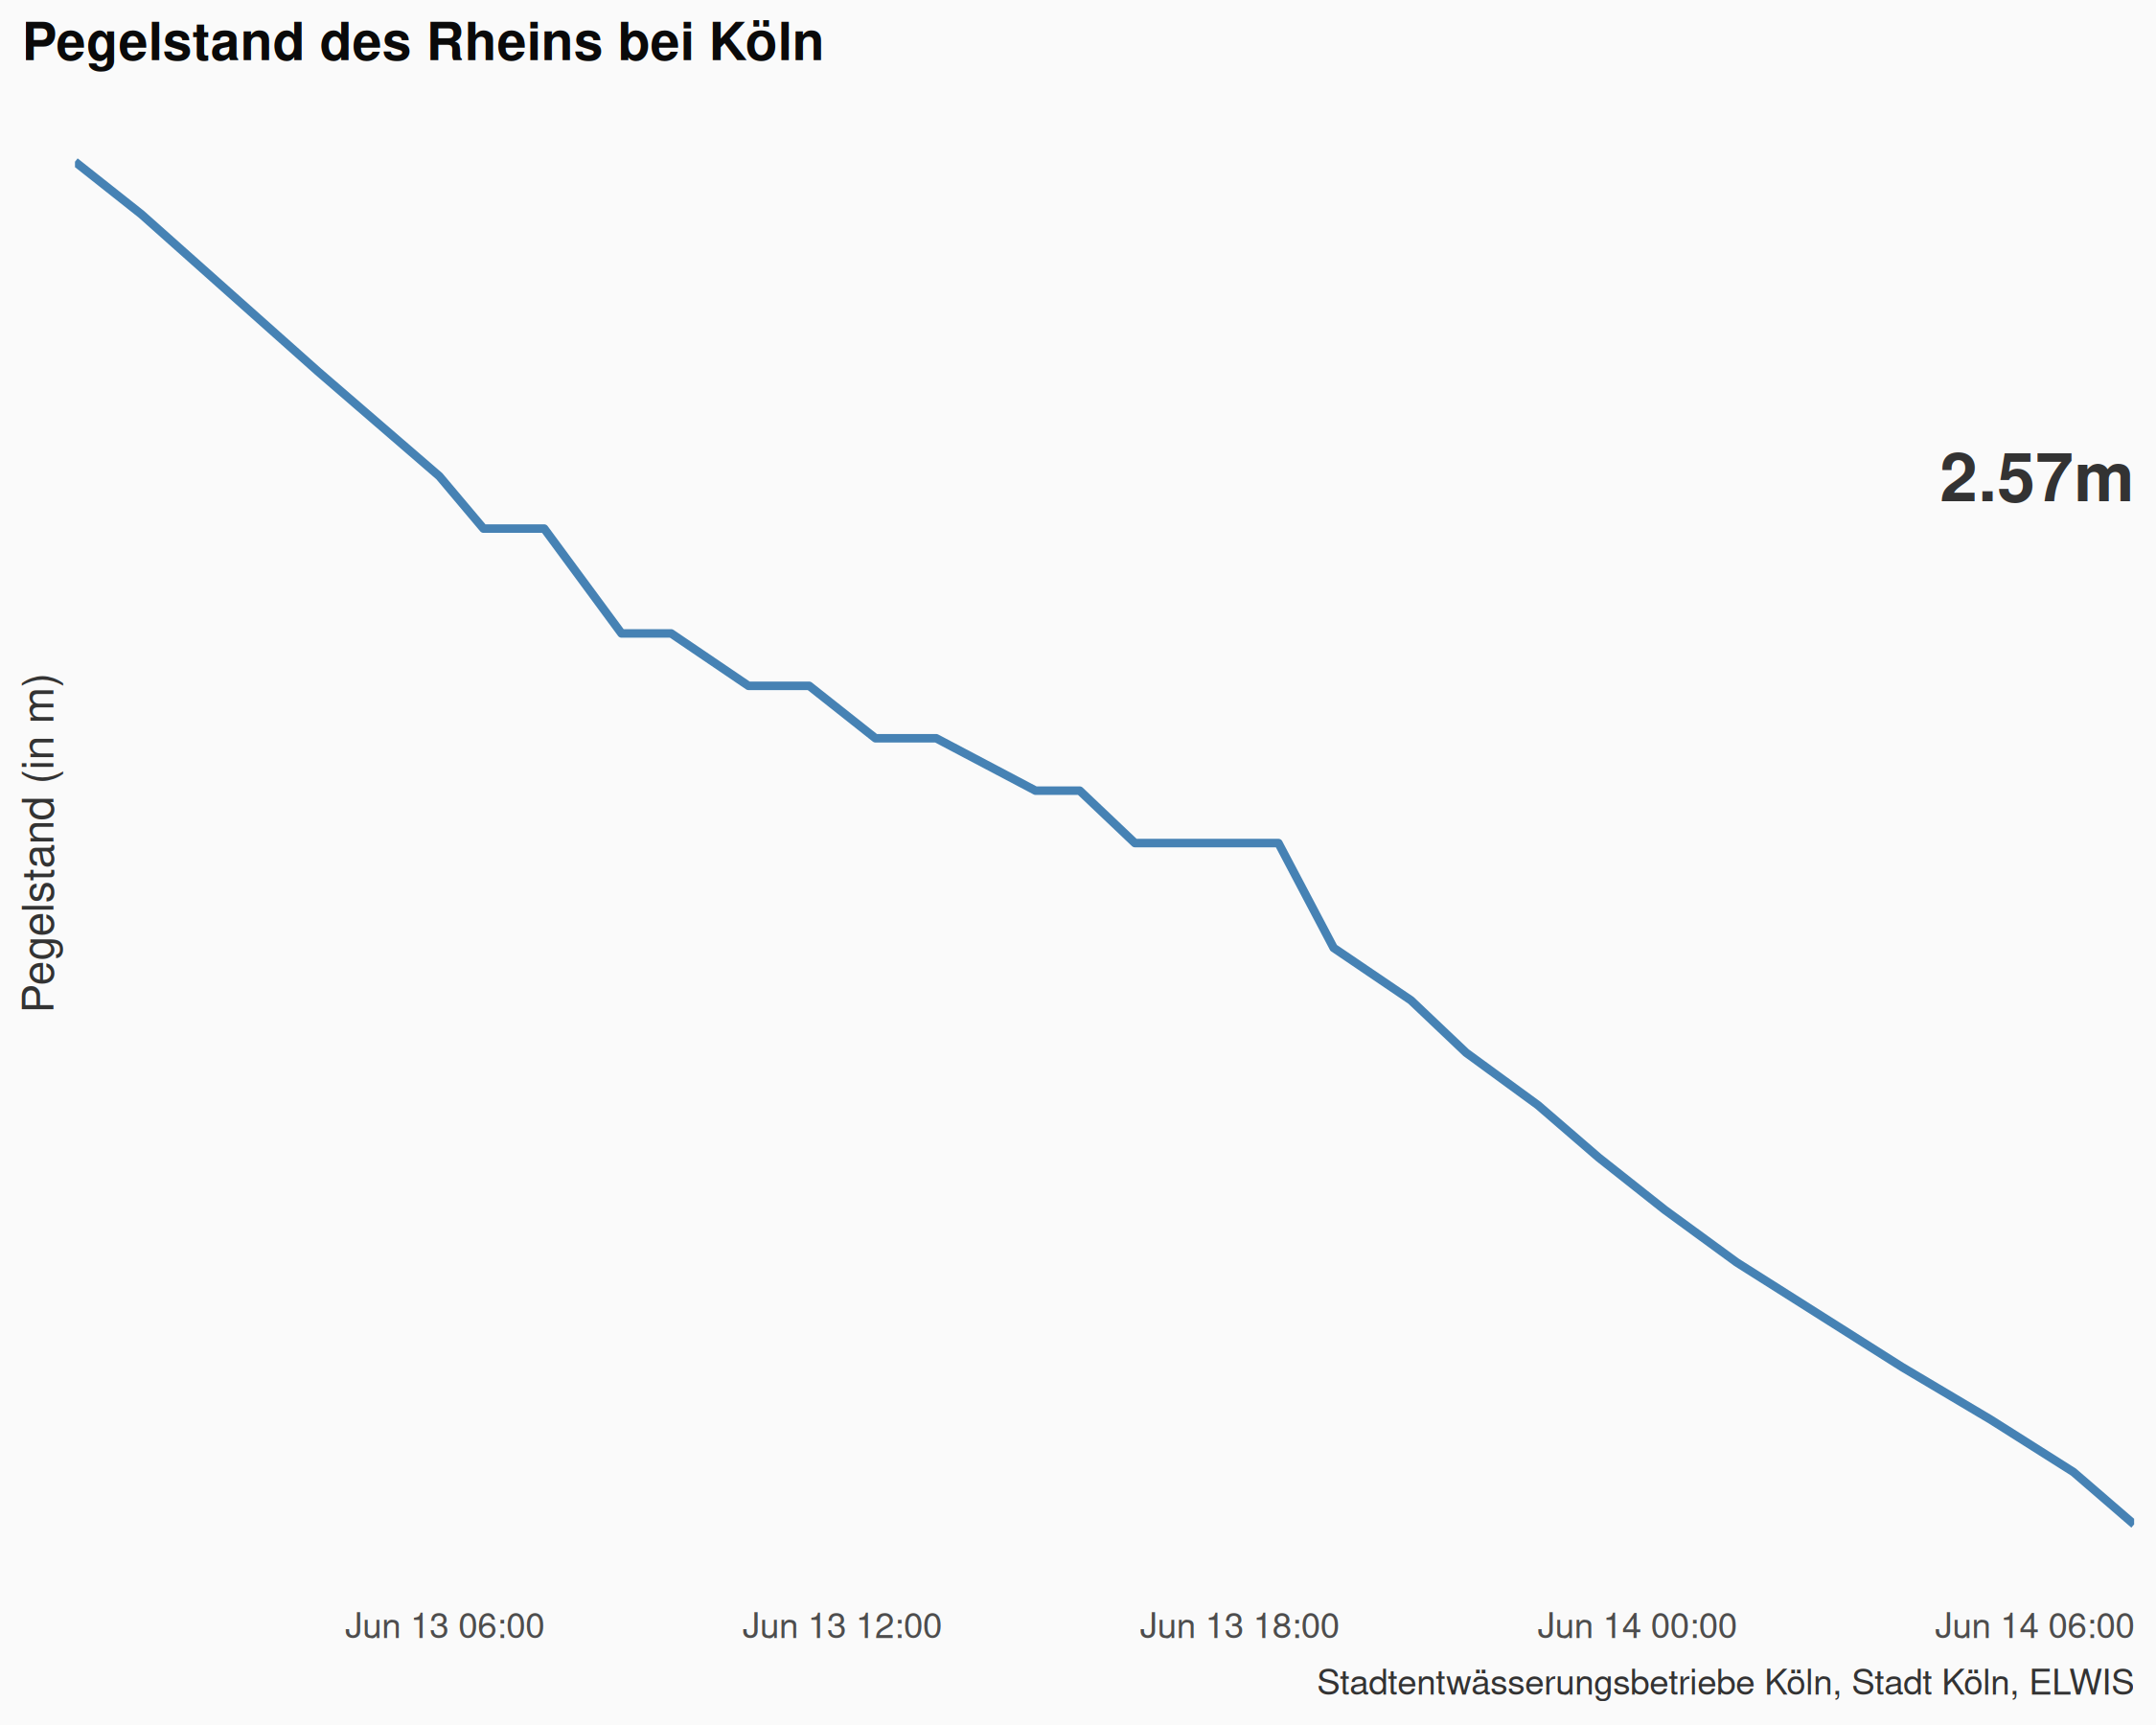 Pegelstand des Rheins bei Köln
2.57m
Pegelstand (in m)
Jun 13 06:00
Jun 13 12:00
Jun 13 18:00
Jun 14 00:00
Jun 14 06:00
Stadtentwässerungsbetriebe Köln, Stadt Köln, ELWIS